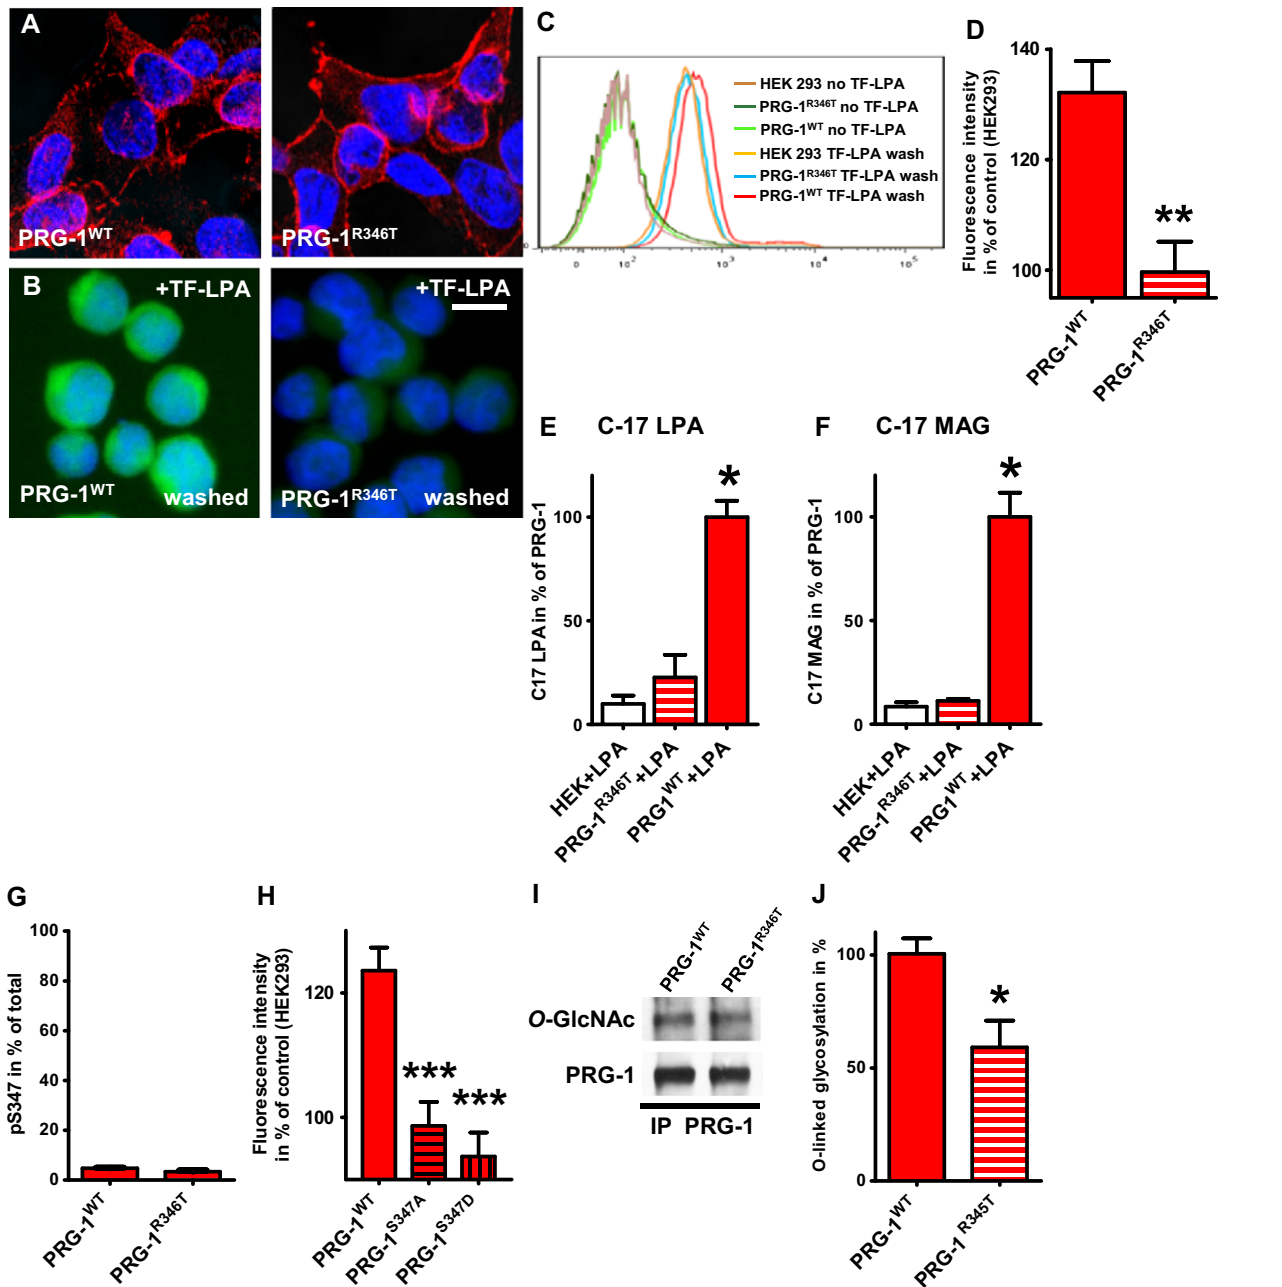 A
PRG-1WT
PRG-1R346T
B
+TF-LPA
PRG-1WT
washed
+TF-LPA
PRG-1R346T
washed
C
HEK 293 no TF-LPA
PRG-1R346T no TF-LPA
PRG-1WT no TF-LPA
HEK 293 TF-LPA wash
PRG-1R346T TF-LPA wash
PRG-1WT TF-LPA wash
0
0 10² 10³ 10⁴ 10⁵
D
Fluorescence intensity
in % of control (HEK293)
140
120
100
**
PRG-1WT
PRG-1R346T
E
C-17 LPA
C17 LPA in % of PRG-1
100
50
0
*
HEK+LPA
PRG-1R346T+LPA
PRG1WT+LPA
F
C-17 MAG
C17 MAG in % of PRG-1
100
50
0
*
HEK+LPA
PRG-1R346T+LPA
PRG1WT+LPA
G
pS347 in % of total
100
80
60
40
20
0
PRG-1WT
PRG-1R346T
H
Fluorescence intensity
in % of control (HEK293)
120
100
***
***
PRG-1WT
PRG-1S347A
PRG-1S347D
I
PRG-1WT
PRG-1R346T
O-GlcNAc
PRG-1
IP PRG-1
J
O-linked glycosylation in %
100
50
0
*
PRG-1WT
PRG-1R345T